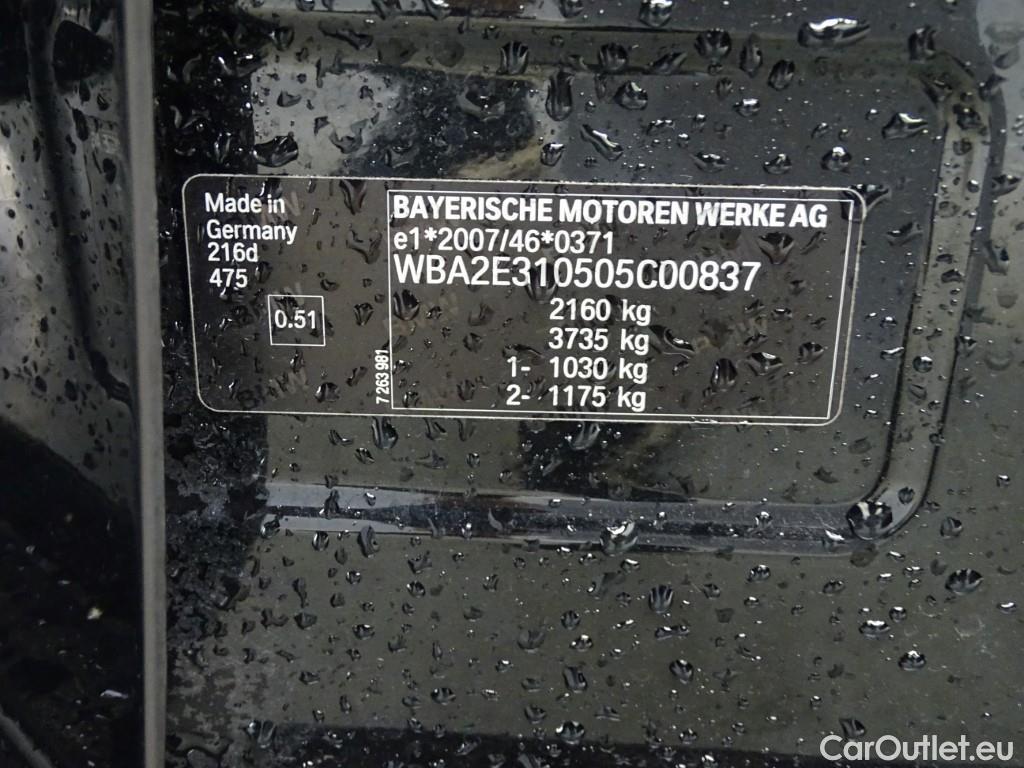 Made in
Germany
216d
475
0.51
7 263 981
BAYERISCHE MOTOREN WERKE AG
e1*2007/46*0371
WBA2E310505C00837
2160 kg
3735 kg
1- 1030 kg
2- 1175 kg
CarOutlet.eu